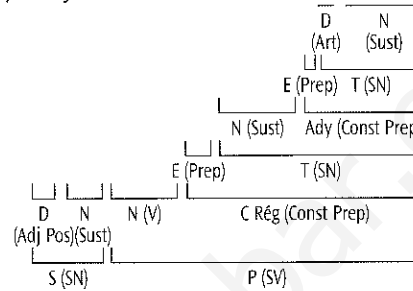 D N
(Art) (Sust)
E (Prep) T (SN)
N (Sust) Ady (Const Prep
E (Prep) T (SN)
D N N (V) C Rég (Const Prep)
(Adj Pos)(Sust)
S (SN) P (SV)